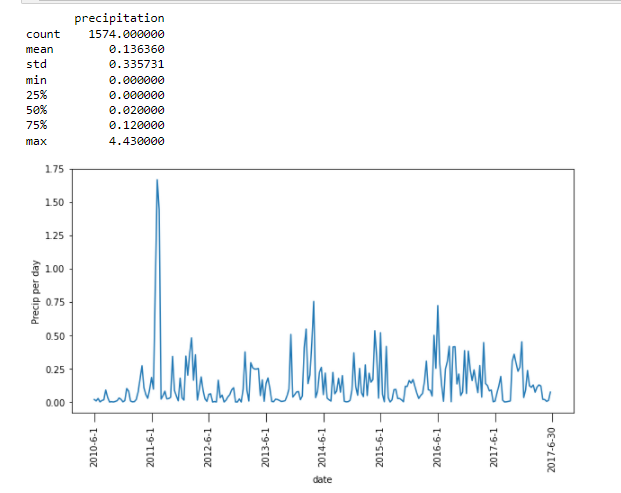 precipitation
count 1574.000000
mean 0.136360
std 0.335731
min 0.000000
25% 0.000000
50% 0.020000
75% 0.120000
max 4.430000
1.75
1.50
1.25
1.00
0.75
0.50
0.25
0.00
Precip per day
2010-6-1
2011-6-1
2012-6-1
2013-6-1
2014-6-1
2015-6-1
2016-6-1
2017-6-1
2017-6-30
date